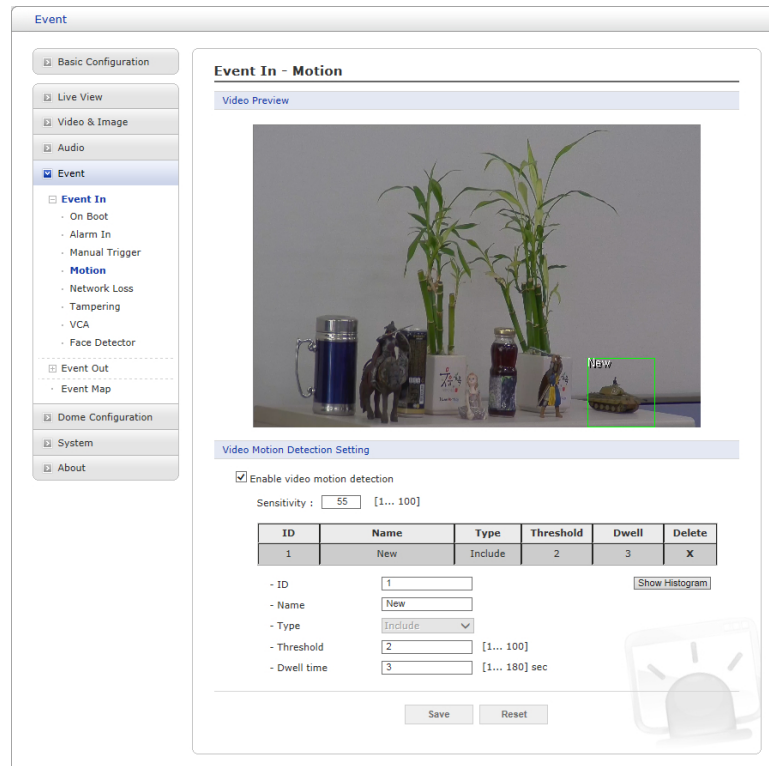 Event
Basic Configuration
Live View
Video & Image
Audio
Event
Event In
On Boot
Alarm In
Manual Trigger
Motion
Network Loss
Tampering
VCA
Face Detector
Event Out
Event Map
Dome Configuration
System
About
Event In - Motion
Video Preview
New
Video Motion Detection Setting
Enable video motion detection
Sensitivity : 55 [1... 100]
ID Name Type Threshold Dwell Delete
1 New Include 2 3 X
- ID 1 Show Histogram
- Name New
- Type Include
- Threshold 2 [1... 100]
- Dwell time 3 [1... 180] sec
Save Reset